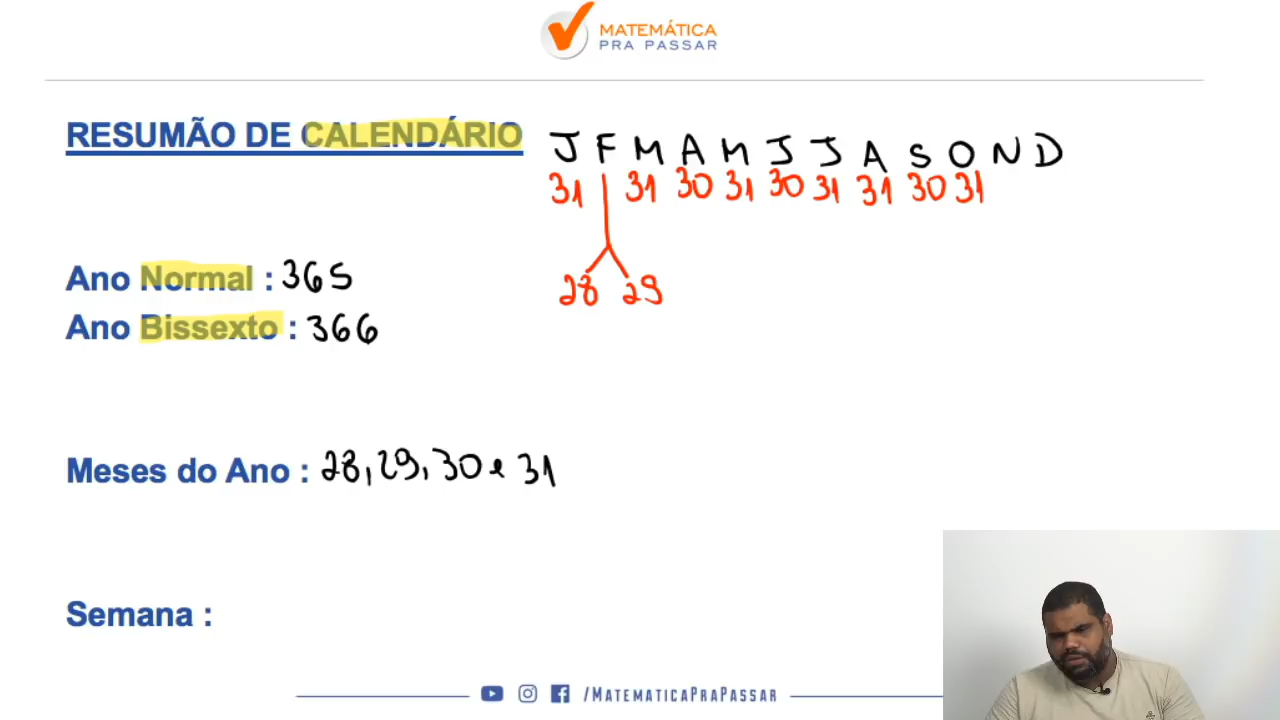 MATEMÁTICA
PRA PASSAR
RESUMÃO DE CALENDÁRIO
J F M A M J J A S O N D
31 31 30 31 30 31 31 30 31
28 29
Ano Normal : 365
Ano Bissexto : 366
Meses do Ano : 28, 29, 30 e 31
Semana :
/MATEMATICAPRAPASSAR